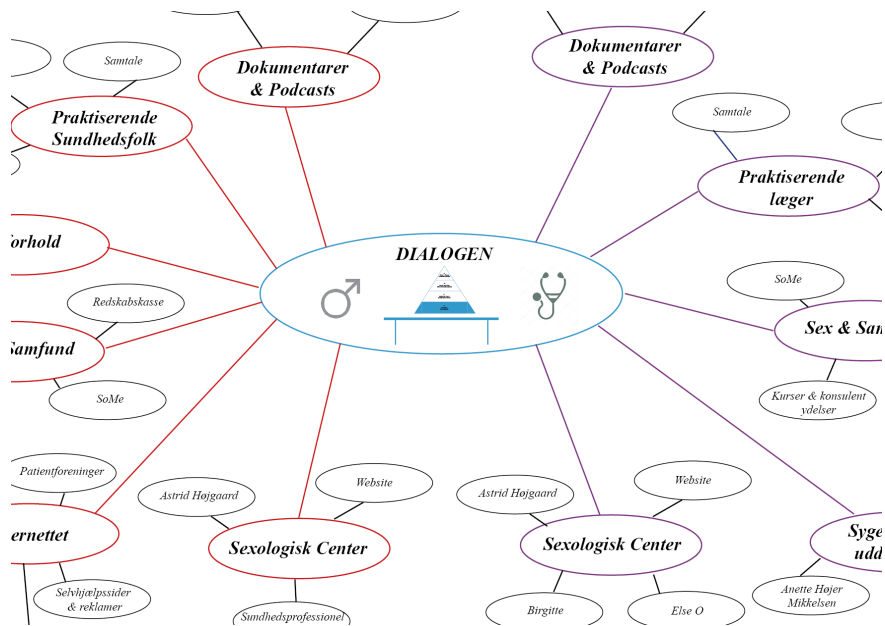 Dokumentarer
& Podcasts
Dokumentarer
& Podcasts
Samtale
Praktiserende
Sundhedsfolk
Samtale
Praktiserende
læger
orhold
DIALOGEN
Redskabskasse
Samfund
SoMe
SoMe
Sex & Sam
Kurser & konsulent
ydelser
Patientforeninger
ernettet
Selvhjælpssider
& reklamer
Astrid Højgaard
Website
Sexologisk Center
Sundhedsprofessionel
Astrid Højgaard
Website
Sexologisk Center
Birgitte
Else O
Syge
udd
Anette Højer
Mikkelsen